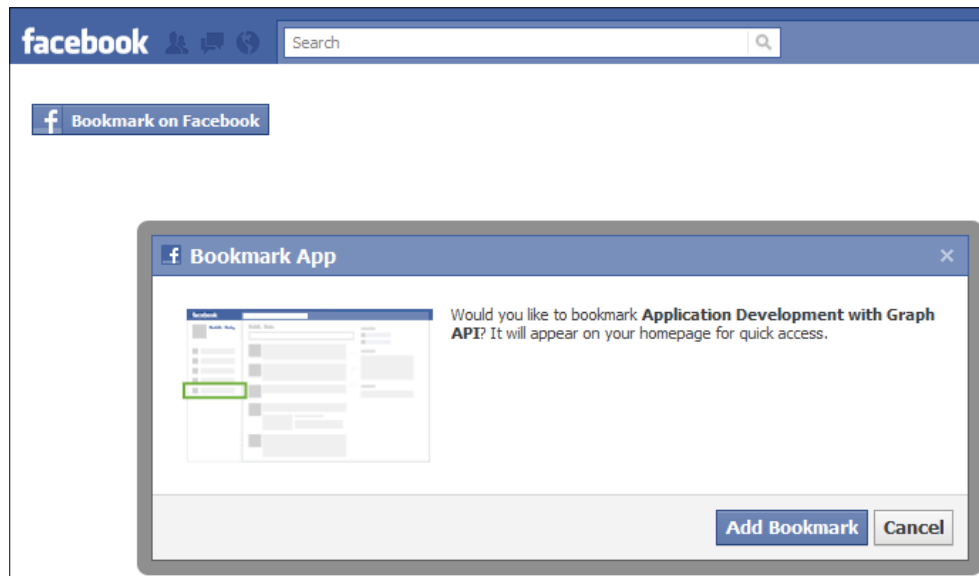 facebook
Search
Bookmark on Facebook
Bookmark App
facebook
Would you like to bookmark Application Development with Graph
API? It will appear on your homepage for quick access.
Add Bookmark
Cancel